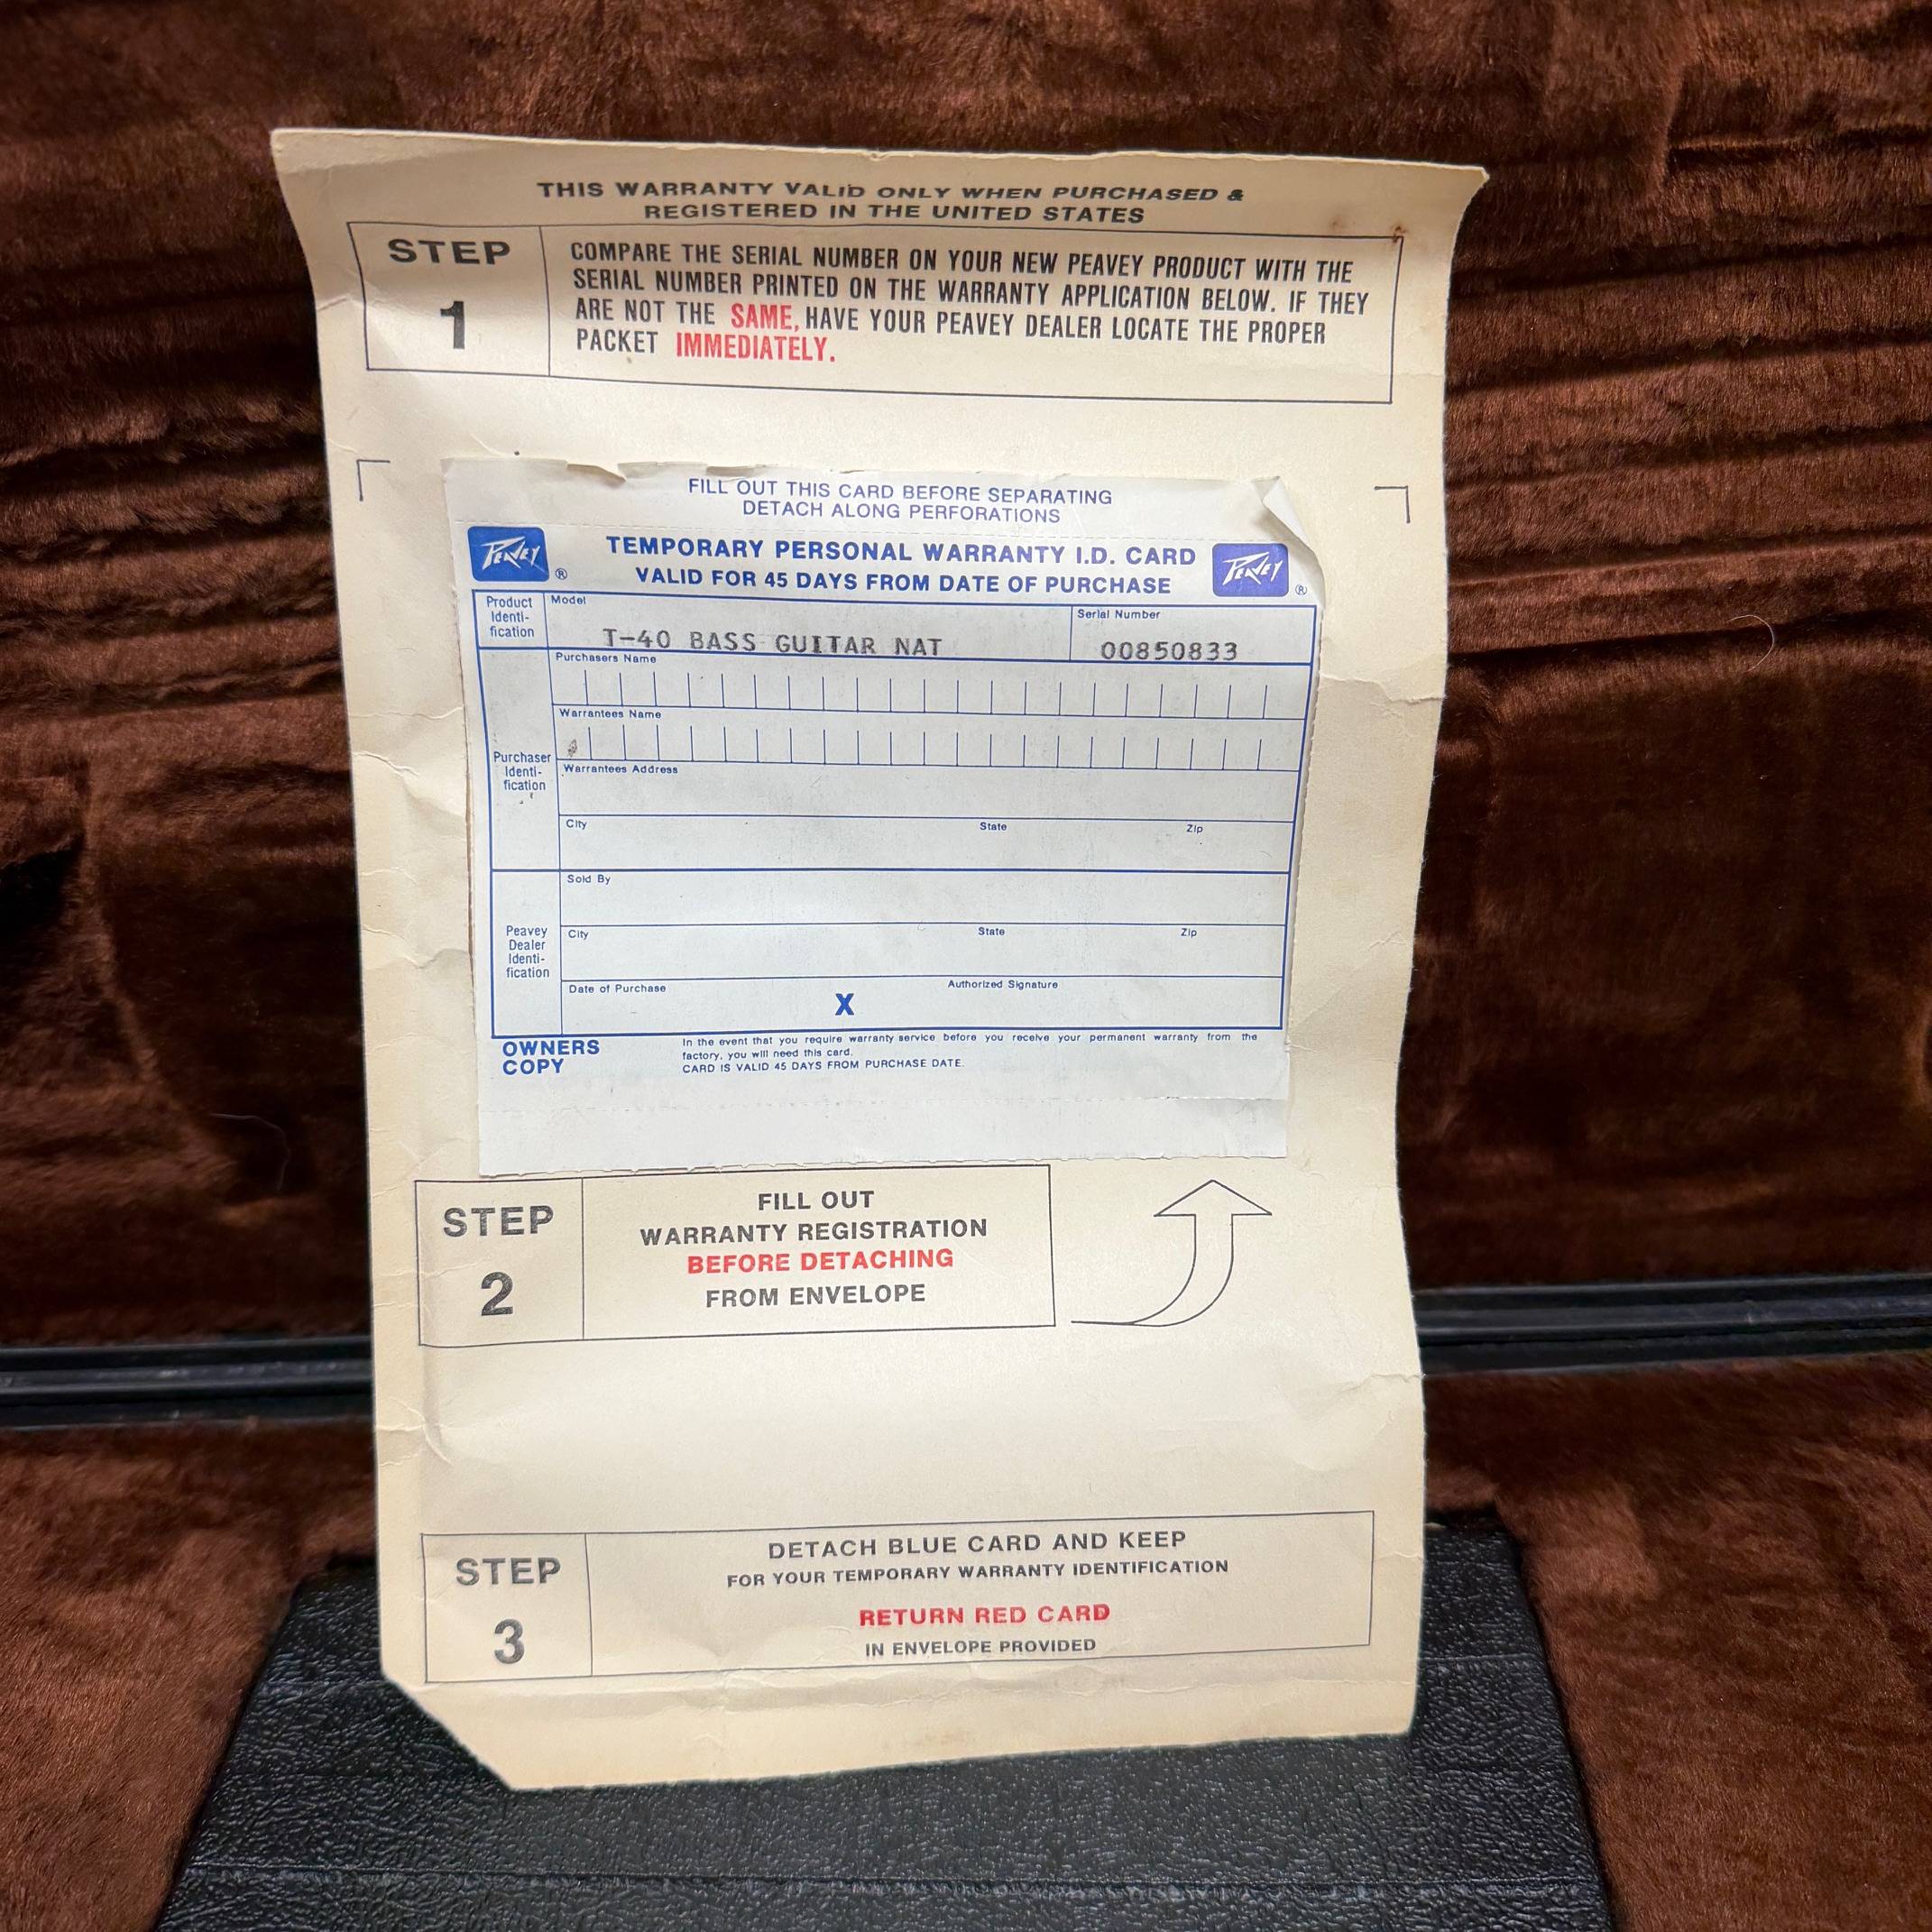 THIS WARRANTY VALID ONLY WHEN PURCHASED &
REGISTERED IN THE UNITED STATES
STEP
1
COMPARE THE SERIAL NUMBER ON YOUR NEW PEAVEY PRODUCT WITH THE
SERIAL NUMBER PRINTED ON THE WARRANTY APPLICATION BELOW. IF THEY
ARE NOT THE SAME, HAVE YOUR PEAVEY DEALER LOCATE THE PROPER
PACKET IMMEDIATELY.
FILL OUT THIS CARD BEFORE SEPARATING
DETACH ALONG PERFORATIONS
PEAVEY ®
TEMPORARY PERSONAL WARRANTY I.D. CARD
VALID FOR 45 DAYS FROM DATE OF PURCHASE
PEAVEY ®
Product
Identi-
fication
Model
T-40 BASS GUITAR NAT
Serial Number
00850833
Purchaser
Identi-
fication
Purchasers Name
Warrantees Name
Warrantees Address
City State Zip
Peavey
Dealer
Identi-
fication
Sold By
City State Zip
Date of Purchase X Authorized Signature
OWNERS
COPY
In the event that you require warranty service before you receive your permanent warranty from the
factory, you will need this card.
CARD IS VALID 45 DAYS FROM PURCHASE DATE.
STEP
2
FILL OUT
WARRANTY REGISTRATION
BEFORE DETACHING
FROM ENVELOPE
STEP
3
DETACH BLUE CARD AND KEEP
FOR YOUR TEMPORARY WARRANTY IDENTIFICATION
RETURN RED CARD
IN ENVELOPE PROVIDED